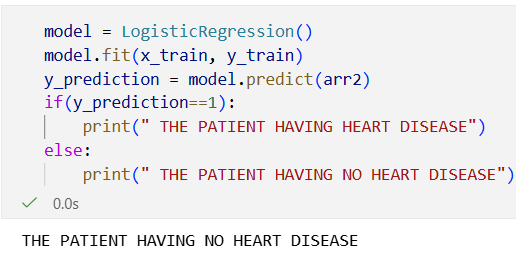 model = LogisticRegression()
model.fit(x_train, y_train)
y_prediction = model.predict(arr2)
if(y_prediction==1):
    print(" THE PATIENT HAVING HEART DISEASE")
else:
    print(" THE PATIENT HAVING NO HEART DISEASE")
0.0s
THE PATIENT HAVING NO HEART DISEASE